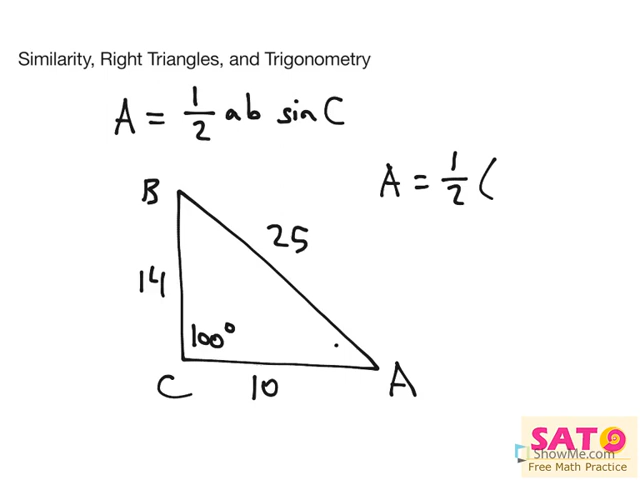 Similarity, Right Triangles, and Trigonometry
A = 1/2 ab sin C
A = 1/2 (
B
25
14
100°
C
10
A
SAT
ShowMe.com
Free Math Practice